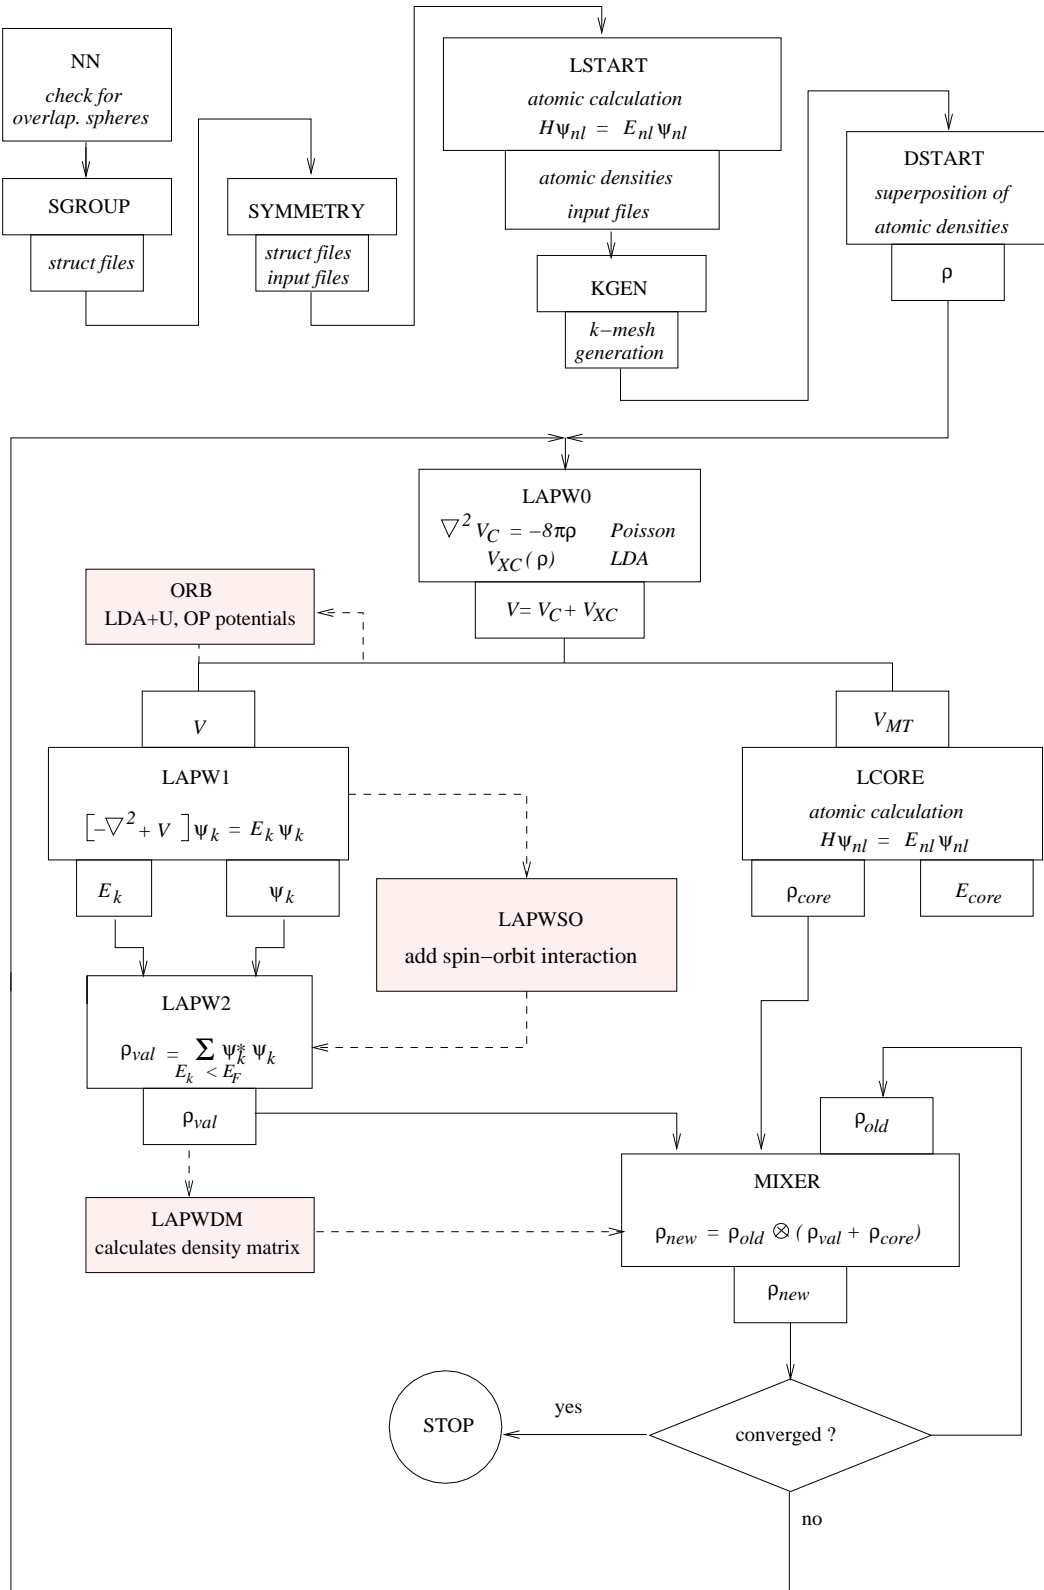 NN
check for
overlap. spheres
SGROUP
struct files
SYMMETRY
struct files
input files
LSTART
atomic calculation
Hψnl = Enl ψnl
atomic densities
input files
KGEN
k−mesh
generation
DSTART
superposition of
atomic densities
ρ
LAPW0
▽² VC = −8πρ Poisson
VXC(ρ) LDA
V= VC + VXC
ORB
LDA+U, OP potentials
V
LAPW1
[−▽² + V ] ψk = Ek ψk
Ek
ψk
LAPWSO
add spin−orbit interaction
VMT
LCORE
atomic calculation
Hψnl = Enl ψnl
ρcore
Ecore
LAPW2
ρval = Σ ψk* ψk
Ek < EF
ρval
LAPWDM
calculates density matrix
ρold
MIXER
ρnew = ρold ⊗ (ρval + ρcore)
ρnew
STOP
yes
converged ?
no